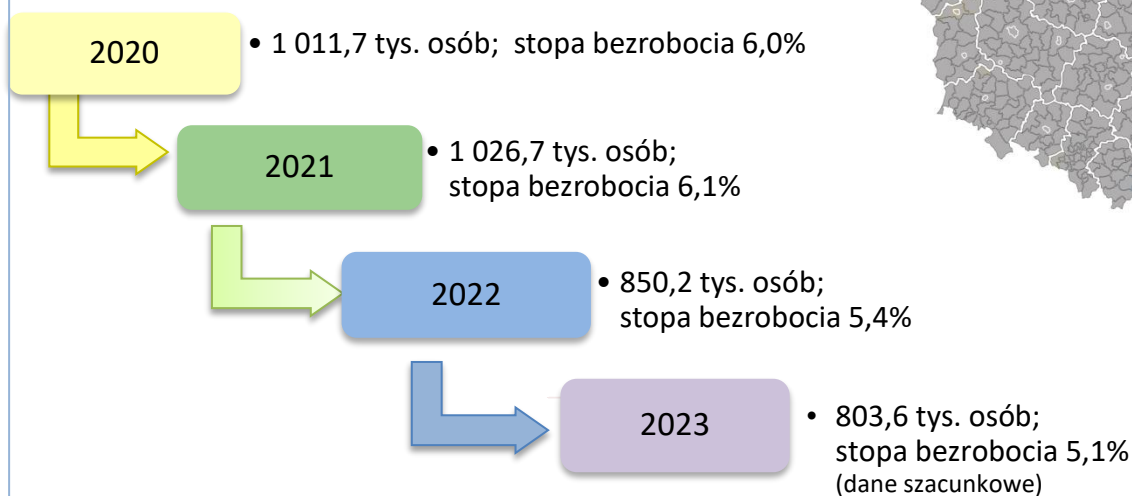 2020
• 1 011,7 tys. osób; stopa bezrobocia 6,0%
2021
• 1 026,7 tys. osób;
stopa bezrobocia 6,1%
2022
• 850,2 tys. osób;
stopa bezrobocia 5,4%
2023
• 803,6 tys. osób;
stopa bezrobocia 5,1%
(dane szacunkowe)